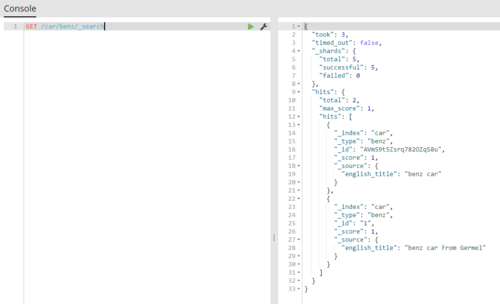 Console
1 GET /car/benz/_search
1 {
2 "took": 3,
3 "timed_out": false,
4 "_shards": {
5 "total": 5,
6 "successful": 5,
7 "failed": 0
8 },
9 "hits": {
10 "total": 2,
11 "max_score": 1,
12 "hits": [
13 {
14 "_index": "car",
15 "_type": "benz",
16 "_id":
17 "_score": 1,
18 "_source": {
19 "english_title": "benz car"
20 }
21 },
22 {
23 "_index": "car",
24 "_type": "benz",
25 "_id": "1",
26 "_score": 1,
27 "_source": {
28 "english_title": "benz car From Germel"
29 }
30 }
31 ]
32 }
33 }